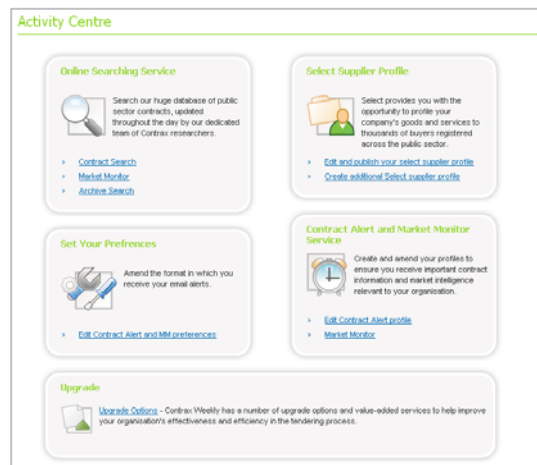 Activity Centre
Online Searching Service
Search our huge database of public
sector contracts, updated
throughout the day by our dedicated
team of Contrax researchers.
Contract Search
Market Monitor
Archive Search
Select Supplier Profile
Select provides you with the
opportunity to profile your
company's goods and services to
thousands of buyers registered
across the public sector.
Edit and publish your select supplier profile
Create additional Select supplier profile
Set Your Prefrences
Amend the format in which you
receive your email alerts.
Edit Contract Alert and MM preferences
Contract Alert and Market Monitor
Service
Create and amend your profiles to
ensure you receive important contract
information and market intelligence
relevant to your organisation.
Edit Contract Alert profile
Market Monitor
Upgrade
Upgrade Options - Contrax Weekly has a number of upgrade options and value-added services to help improve
your organisation's effectiveness and efficiency in the tendering process.